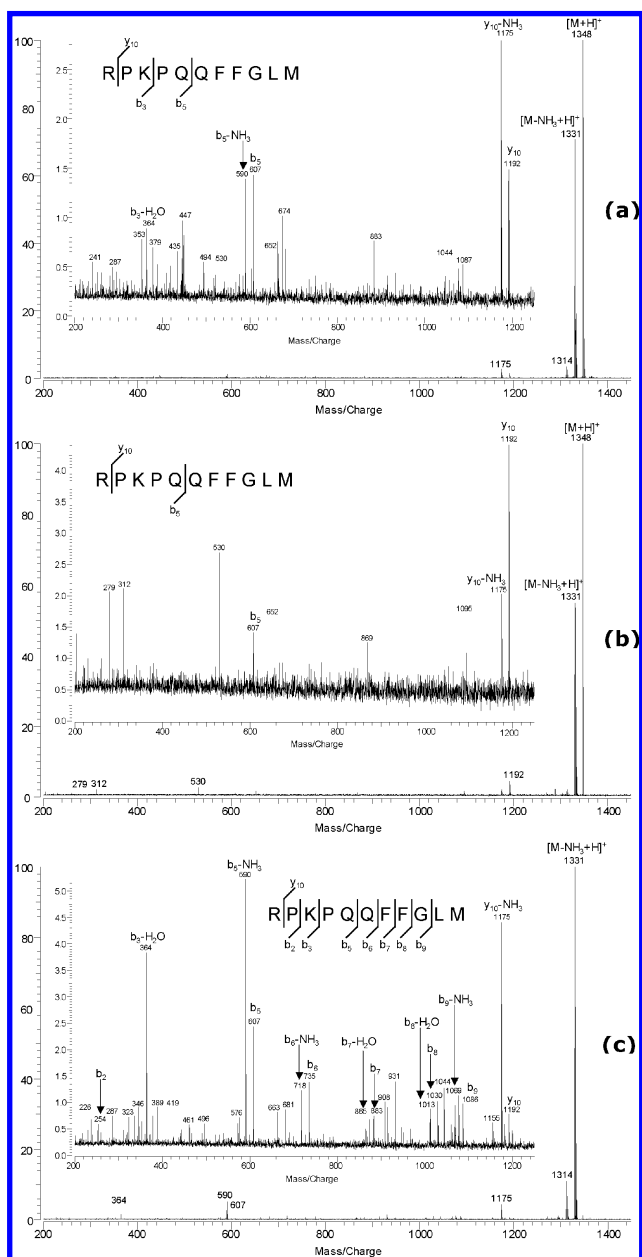 y10-NH3 [M+H]+
100 1175 1348
y10
2.5 RPKPQQFFGLM
b3 b5
[M-NH3+H]+
1331
80
2.0
b5-NH3
y10
1192
b5
60 1.5 590 607
(a)
b3-H2O
364 447 674
1.0
40 353 379 435 652 883
241 287 494 530 1044 1087
0.5
20
0.0
200 400 600 800 1000 1200
Mass/Charge
1175 1314
0
200 400 600 800 1000 1200 1400
Mass/Charge
y10 [M+H]+
100 1192 1348
y10
4.0
RPKPQQFFGLM
80 3.5 b5
3.0
530
2.5
60 279 312 y10-NH3 [M-NH3+H]+
2.0 652 1095 1175 1331
b5
607
1.5 869
(b)
40
1.0
0.5
20 0.0
200 400 600 800 1000 1200
Mass/Charge
279 312 530 1192
0
200 400 600 800 1000 1200 1400
Mass/Charge
b5-NH3 [M-NH3+H]+
100 590 1331
5.0 y10
y10-NH3
RPKPQQFFGLM 1175
4.5
b2 b3 b5 b6 b7 b8 b9
80 b3-H2O
364
4.0
3.5
b9-NH3
3.0
60 b8-H2O
2.5 b5
607 b6-NH3 b7-H2O b8
(c)
2.0 b2 b6 b7
735 931 1044 1069 b9
40 718 908 1030 1086 y10
1.5 346 389 419 681 865 883 1013 1192
226 287 323 576 663 1155
1.0 254 461 496
20 0.5
0.0
200 400 600 800 1000 1200
Mass/Charge
590 1314
364 607 1175
0
200 400 600 800 1000 1200 1400
Mass/Charge